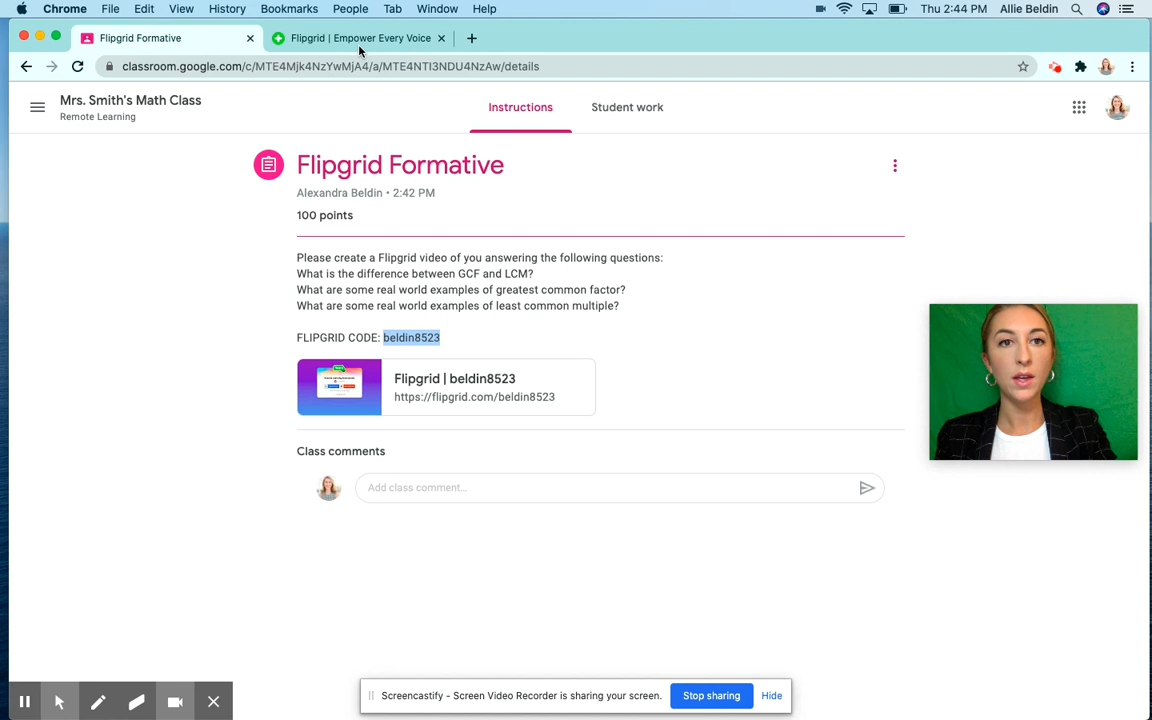 Chrome File Edit View History Bookmarks People Tab Window Help Thu 2:44 PM Allie Beldin
Flipgrid Formative Flipgrid | Empower Every Voice
classroom.google.com/c/MTE4Mjk4NzYwMjA4/a/MTE4NTI3NDU4NzAw/details
Mrs. Smith's Math Class
Remote Learning
Instructions Student work
Flipgrid Formative
Alexandra Beldin • 2:42 PM
100 points
Please create a Flipgrid video of you answering the following questions:
What is the difference between GCF and LCM?
What are some real world examples of greatest common factor?
What are some real world examples of least common multiple?
FLIPGRID CODE: beldin8523
Flipgrid | beldin8523
https://flipgrid.com/beldin8523
Class comments
Add class comment...
Screencastify - Screen Video Recorder is sharing your screen. Stop sharing Hide